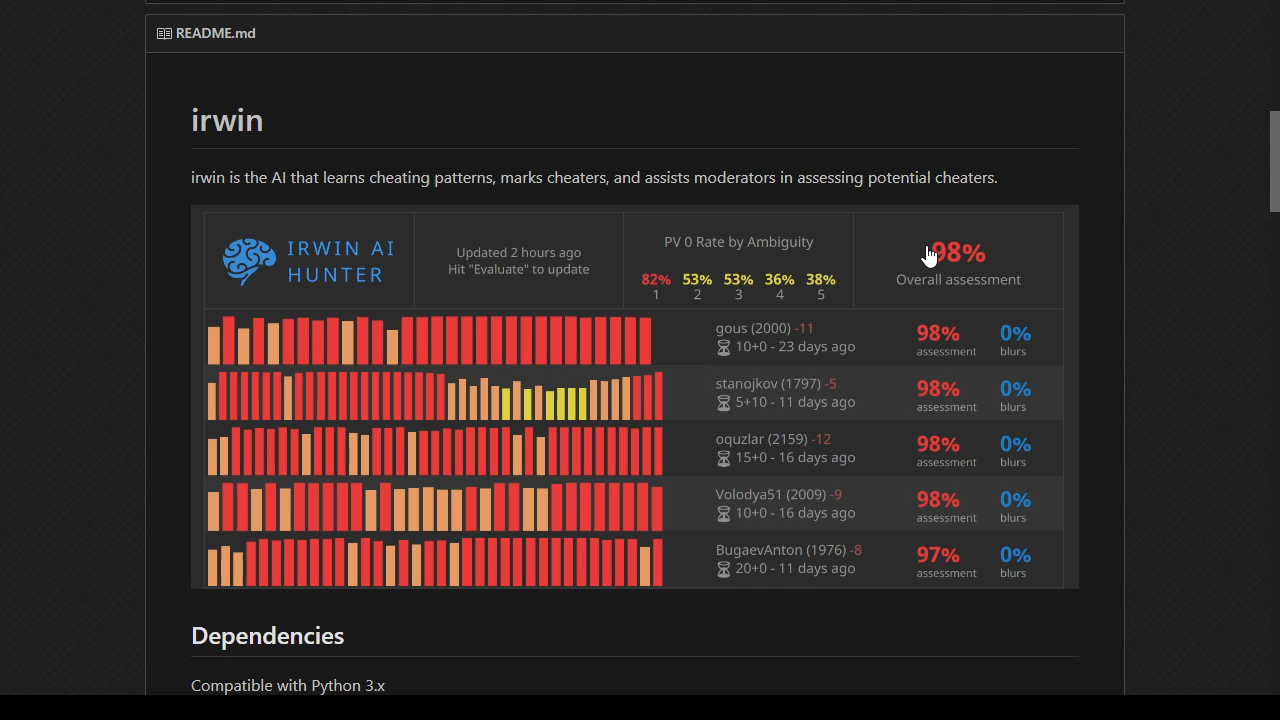 README.md
irwin
irwin is the AI that learns cheating patterns, marks cheaters, and assists moderators in assessing potential cheaters.
IRWIN AI
HUNTER
Updated 2 hours ago
Hit "Evaluate" to update
PV 0 Rate by Ambiguity
82% 53% 53% 36% 38%
1 2 3 4 5
98%
Overall assessment
gous (2000) -11
10+0 - 23 days ago
98% 0%
assessment blurs
stanojkov (1797) -5
5+10 - 11 days ago
98% 0%
assessment blurs
oquzlar (2159) -12
15+0 - 16 days ago
98% 0%
assessment blurs
Volodya51 (2009) -9
10+0 - 16 days ago
98% 0%
assessment blurs
BugaevAnton (1976) -8
20+0 - 11 days ago
97% 0%
assessment blurs
Dependencies
Compatible with Python 3.x